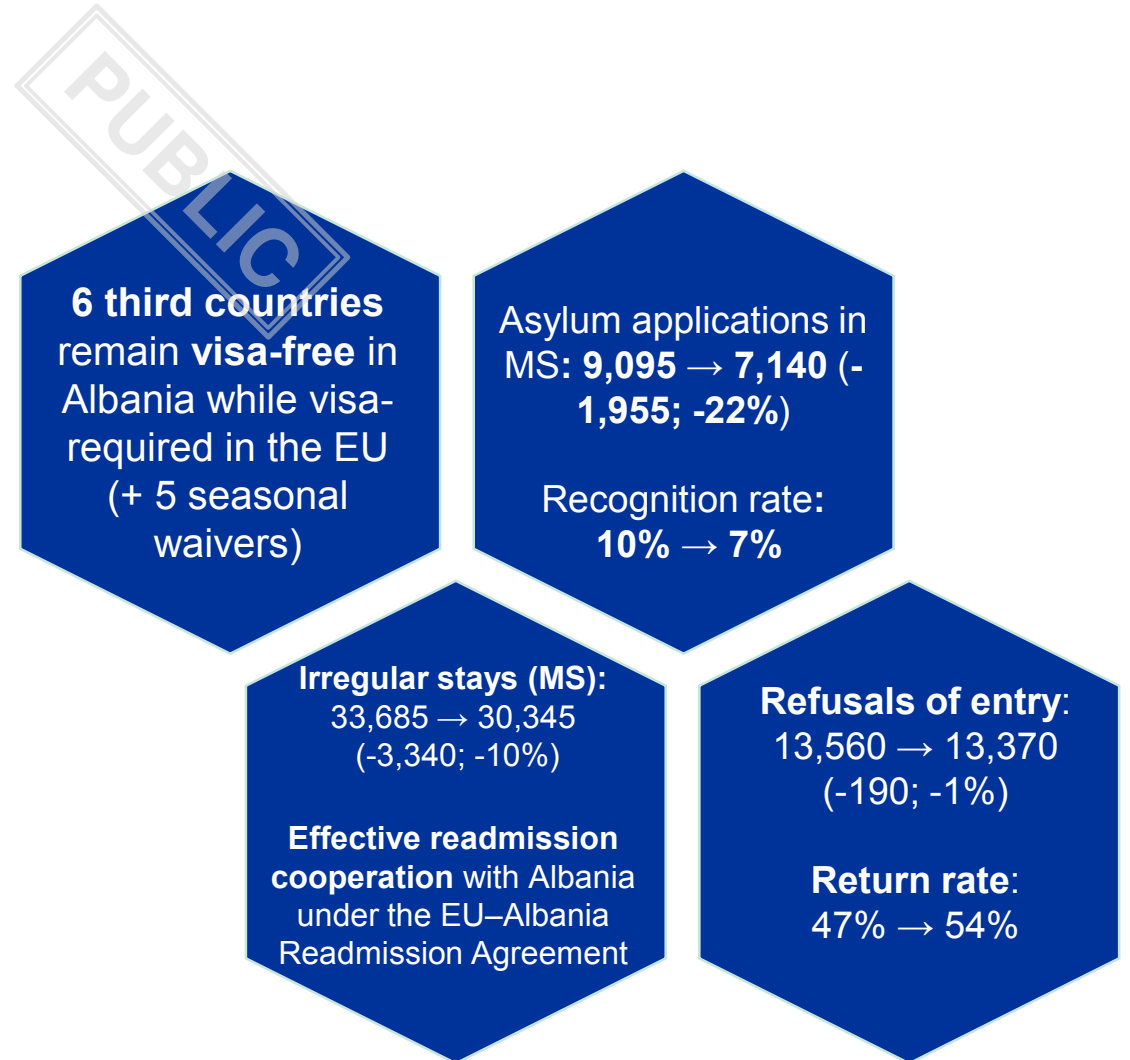 PUBLIC
6 third countries
remain visa-free in
Albania while visa-
required in the EU
(+ 5 seasonal
waivers)
Asylum applications in
MS: 9,095 → 7,140 (-
1,955; -22%)
Recognition rate:
10% → 7%
Irregular stays (MS):
33,685 → 30,345
(-3,340; -10%)
Effective readmission
cooperation with Albania
under the EU–Albania
Readmission Agreement
Refusals of entry:
13,560 → 13,370
(-190; -1%)
Return rate:
47% → 54%